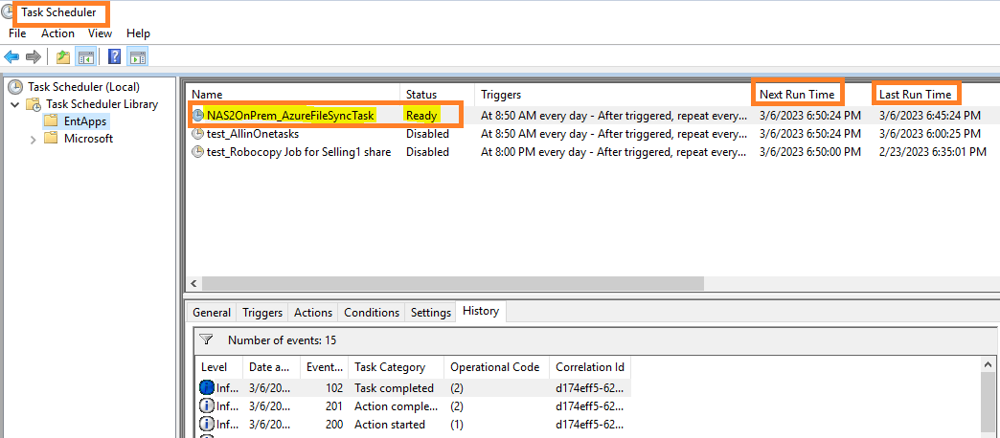 Task Scheduler
File Action View Help
Task Scheduler (Local)
Task Scheduler Library
EntApps
Microsoft
Name Status Triggers Next Run Time Last Run Time
NAS2OnPrem_AzureFileSyncTask Ready At 8:50 AM every day - After triggered, repeat every... 3/6/2023 6:50:24 PM 3/6/2023 6:45:24 PM
test_AllinOnetasks Disabled At 8:50 AM every day - After triggered, repeat every... 3/6/2023 6:50:24 PM 3/6/2023 6:00:25 PM
test_Robocopy Job for Selling1 share Disabled At 8:00 PM every day - After triggered, repeat every... 3/6/2023 6:50:00 PM 2/23/2023 6:35:01 PM
General Triggers Actions Conditions Settings History
Number of events: 15
Level Date a... Event... Task Category Operational Code Correlation Id
Inf... 3/6/20... 102 Task completed (2) d174eff5-62...
Inf... 3/6/20... 201 Action comple... (2) d174eff5-62...
Inf... 3/6/20... 200 Action started (1) d174eff5-62...